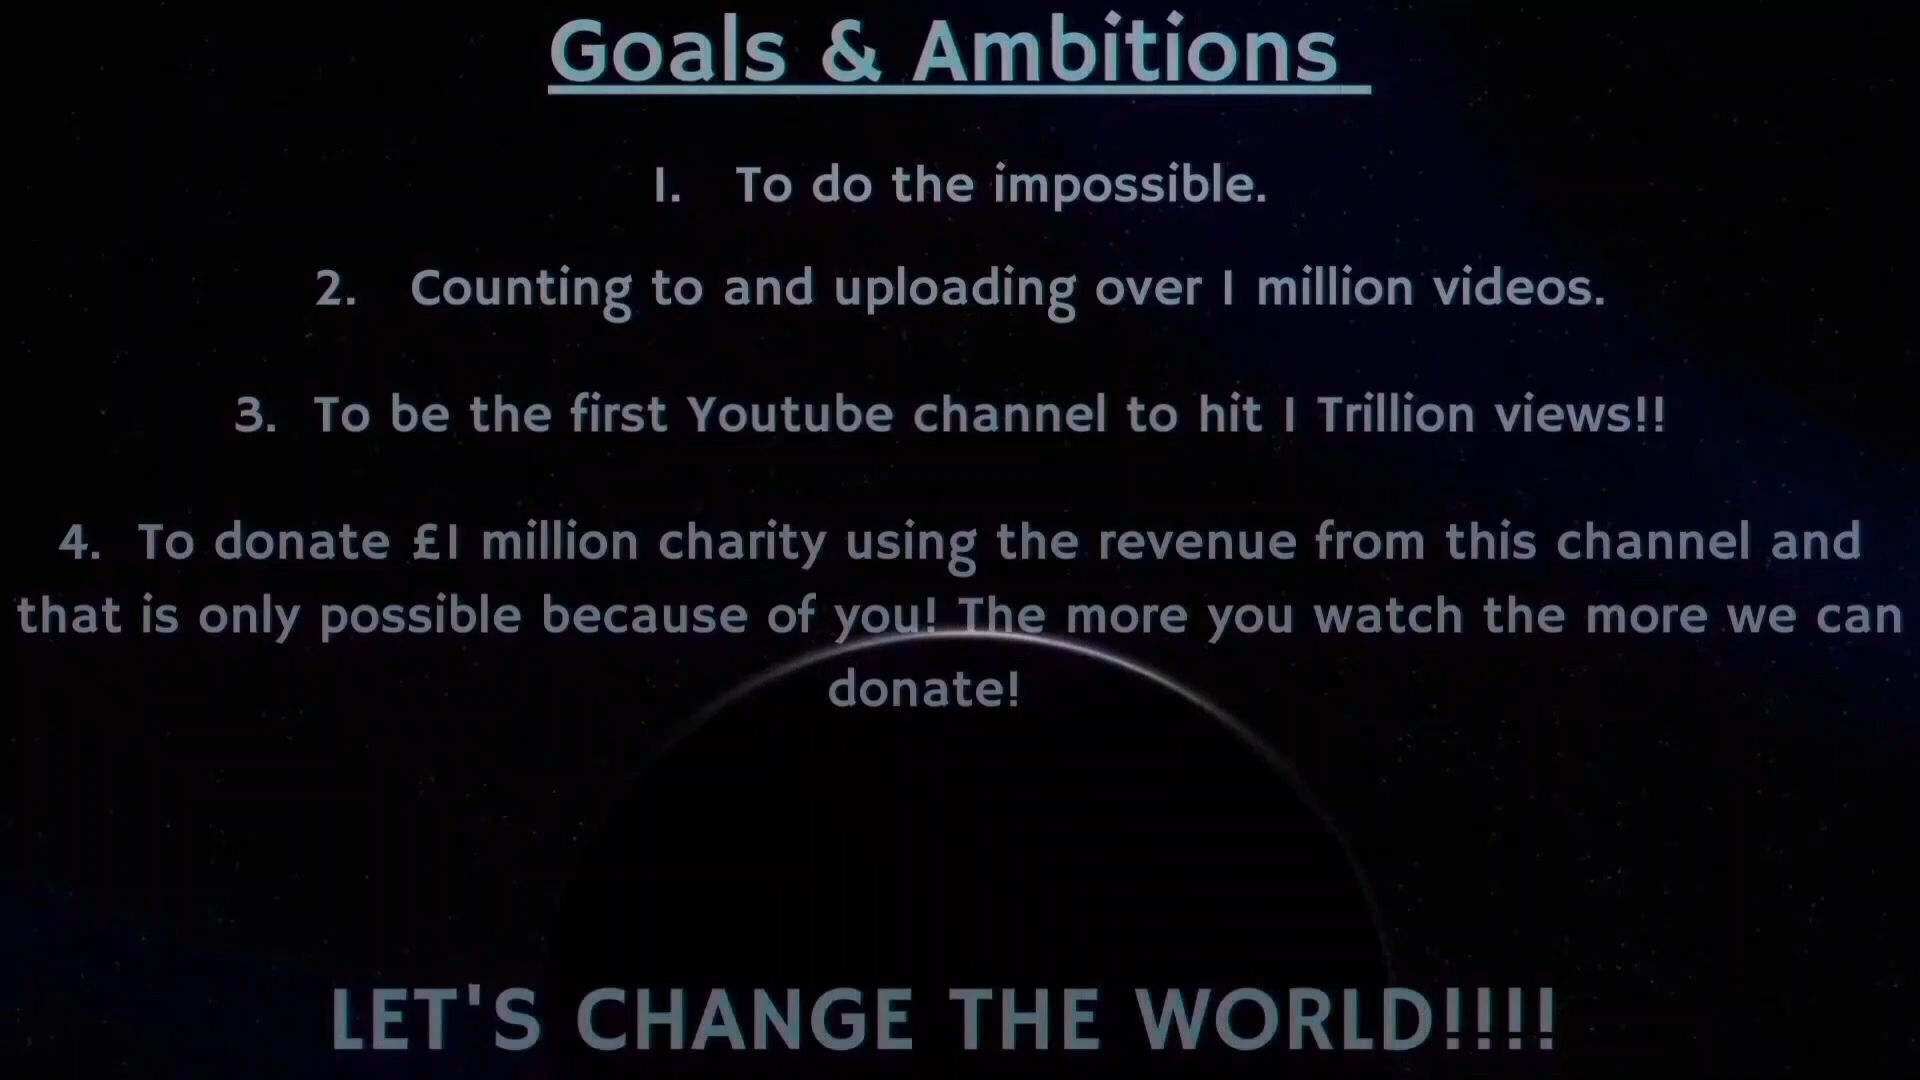 Goals & Ambitions
1. To do the impossible.
2. Counting to and uploading over 1 million videos.
3. To be the first Youtube channel to hit 1 Trillion views!!
4. To donate £1 million charity using the revenue from this channel and
that is only possible because of you! The more you watch the more we can
donate!
LET'S CHANGE THE WORLD!!!!